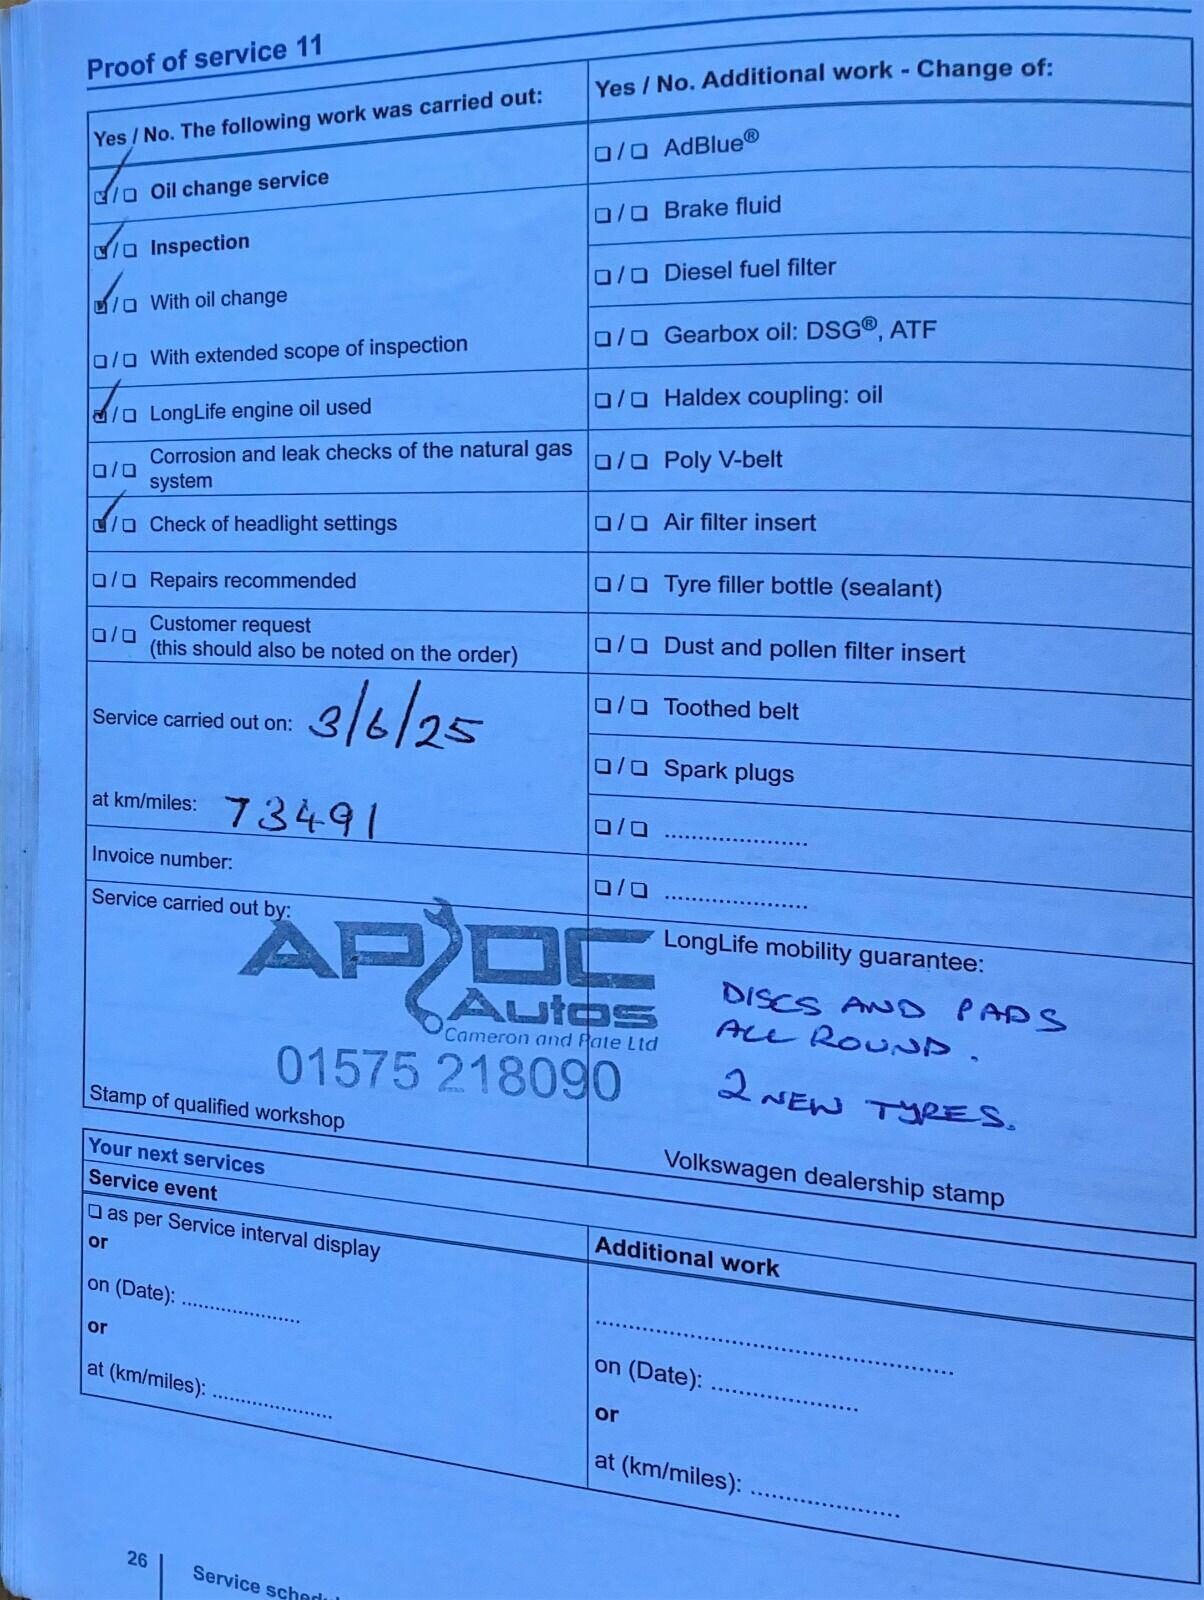 Proof of service 11
Yes / No. The following work was carried out:
☑/☐ Oil change service
☑/☐ Inspection
☑/☐ With oil change
☐/☐ With extended scope of inspection
☑/☐ LongLife engine oil used
☐/☐ Corrosion and leak checks of the natural gas
system
☑/☐ Check of headlight settings
☐/☐ Repairs recommended
☐/☐ Customer request
(this should also be noted on the order)
Service carried out on: 3/6/25
at km/miles: 73491
Invoice number:
Service carried out by:
AP DC
Autos
Cameron and Pate Ltd
01575 218090
Stamp of qualified workshop
Yes / No. Additional work - Change of:
☐/☐ AdBlue®
☐/☐ Brake fluid
☐/☐ Diesel fuel filter
☐/☐ Gearbox oil: DSG®, ATF
☐/☐ Haldex coupling: oil
☐/☐ Poly V-belt
☐/☐ Air filter insert
☐/☐ Tyre filler bottle (sealant)
☐/☐ Dust and pollen filter insert
☐/☐ Toothed belt
☐/☐ Spark plugs
☐/☐ ......................
☐/☐ ......................
LongLife mobility guarantee:
DISCS AND PADS
ALL ROUND.
2 NEW TYRES.
Volkswagen dealership stamp
Your next services
Service event
☐ as per Service interval display
or
on (Date): ....................
or
at (km/miles): ....................
Additional work
.......................................................
on (Date): ......................
or
at (km/miles): ......................
26
Service